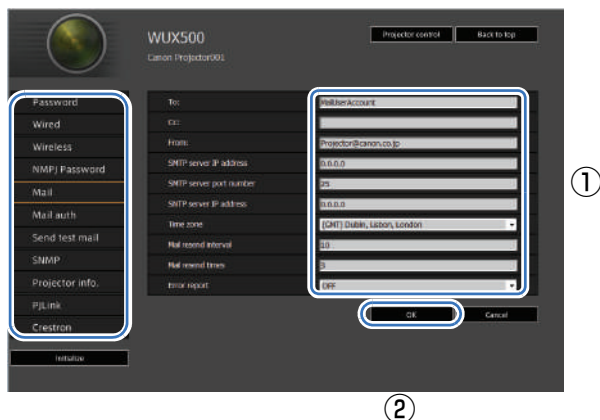 WUX500
Canon Projector001
Projector control
Back to top
Password
Wired
Wireless
NMPJ Password
Mail
Mail auth
Send test mail
SNMP
Projector info.
PJLink
Crestron
Initialize
To: MailUserAccount
Cc:
From: Projector@canon.co.jp
SMTP server IP address 0.0.0.0
SMTP server port number 25
SNTP server IP address 0.0.0.0
Time zone (GMT) Dublin, Lisbon, London
Mail resend interval 10
Mail resend times 3
Error report OFF
OK
Cancel
①
②